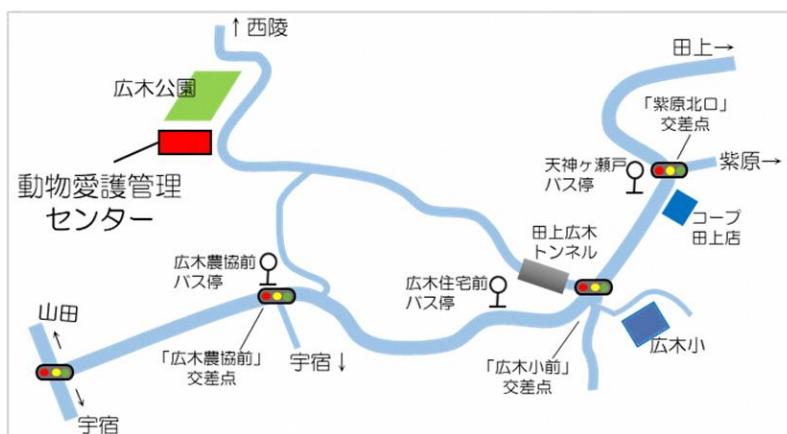 ↑西陵
広木公園
動物愛護管理
センター
田上→
「紫原北口」
交差点
天神ヶ瀬戸
バス停
紫原→
コープ
田上店
田上広木
トンネル
広木農協前
バス停
広木住宅前
バス停
山田
↑
「広木農協前」
交差点
宇宿↓
「広木小前」
交差点
広木小
↓
宇宿